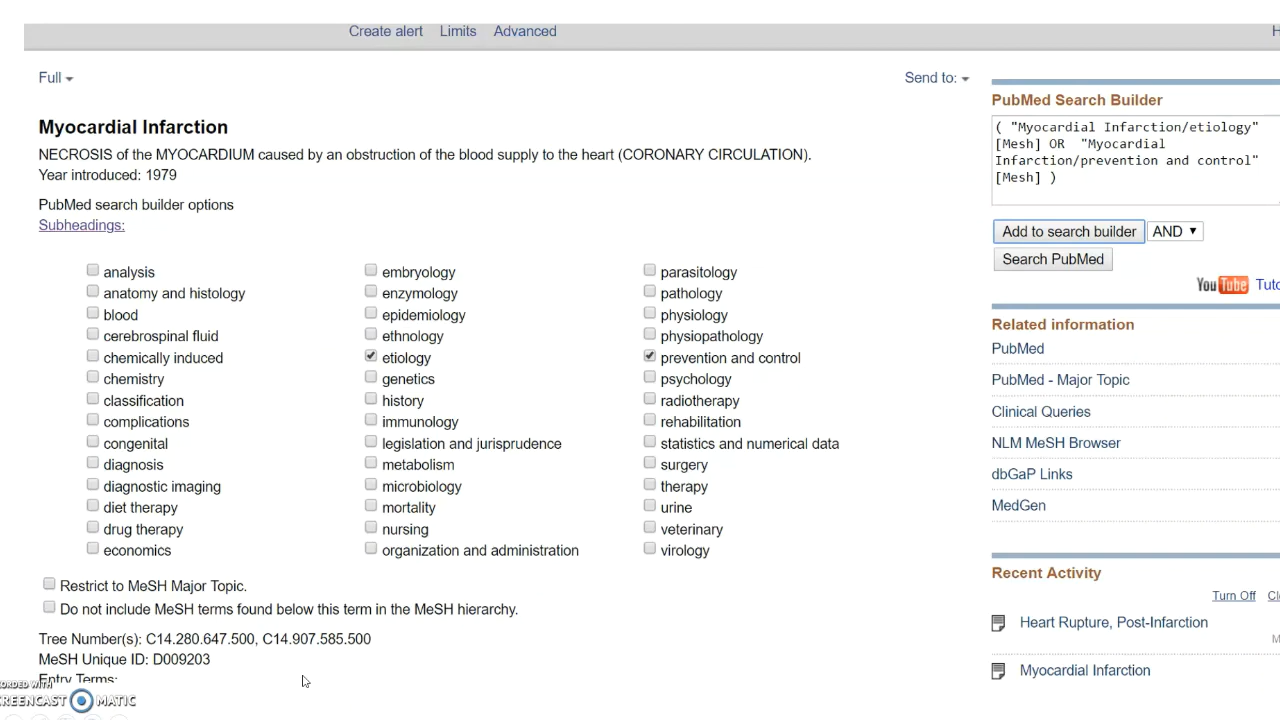 Create alert Limits Advanced
Full
Send to:
Myocardial Infarction
NECROSIS of the MYOCARDIUM caused by an obstruction of the blood supply to the heart (CORONARY CIRCULATION).
Year introduced: 1979
PubMed search builder options
Subheadings:
analysis
anatomy and histology
blood
cerebrospinal fluid
chemically induced
chemistry
classification
complications
congenital
diagnosis
diagnostic imaging
diet therapy
drug therapy
economics
embryology
enzymology
epidemiology
ethnology
etiology
genetics
history
immunology
legislation and jurisprudence
metabolism
microbiology
mortality
nursing
organization and administration
parasitology
pathology
physiology
physiopathology
prevention and control
psychology
radiotherapy
rehabilitation
statistics and numerical data
surgery
therapy
urine
veterinary
virology
Restrict to MeSH Major Topic.
Do not include MeSH terms found below this term in the MeSH hierarchy.
Tree Number(s): C14.280.647.500, C14.907.585.500
MeSH Unique ID: D009203
Entry Terms:
PubMed Search Builder
( "Myocardial Infarction/etiology"
[Mesh] OR "Myocardial
Infarction/prevention and control"
[Mesh] )
Add to search builder AND
Search PubMed
YouTube
Related information
PubMed
PubMed - Major Topic
Clinical Queries
NLM MeSH Browser
dbGaP Links
MedGen
Recent Activity
Turn Off
Heart Rupture, Post-Infarction
Myocardial Infarction